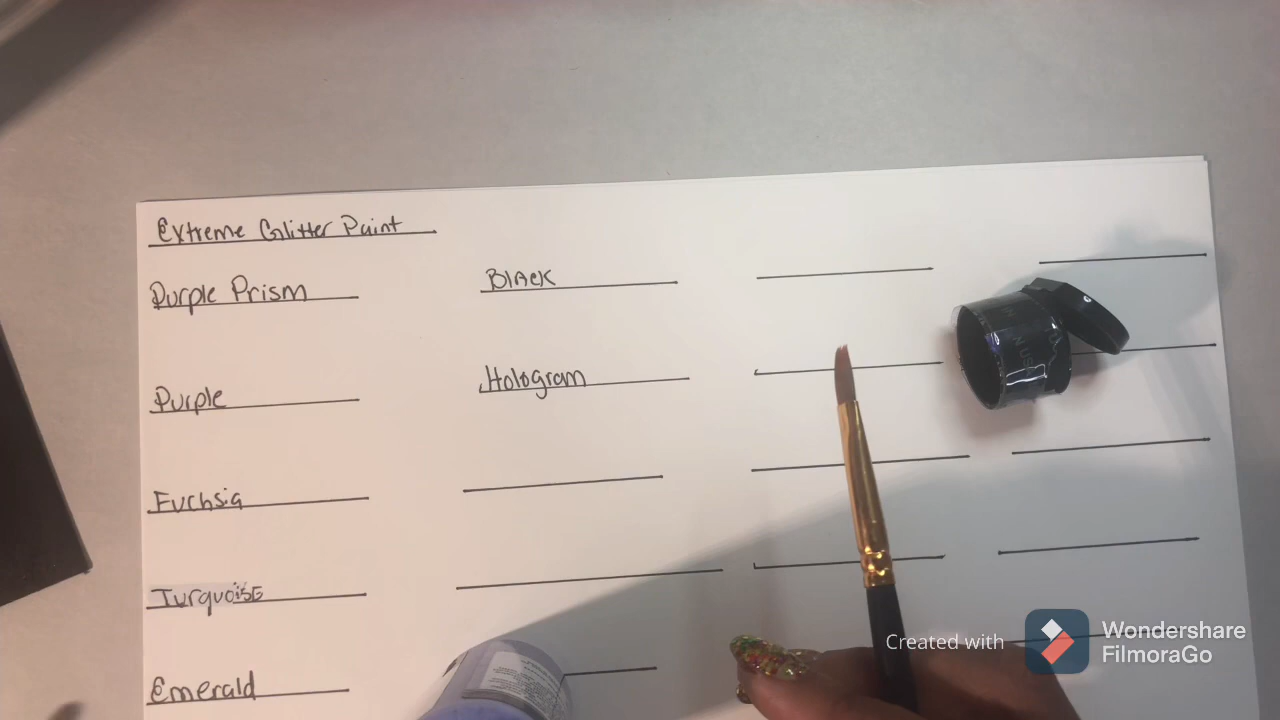 Extreme Glitter Paint
Purple Prism
Black
Purple
Hologram
Fuchsia
Turquoise
Emerald
Created with
Wondershare
FilmoraGo